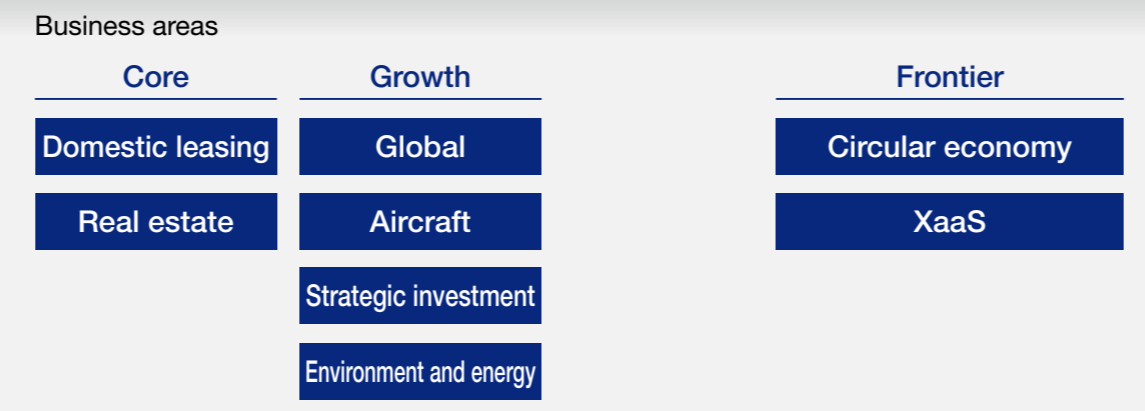 Business areas
Core
Domestic leasing
Real estate
Growth
Global
Aircraft
Strategic investment
Environment and energy
Frontier
Circular economy
XaaS